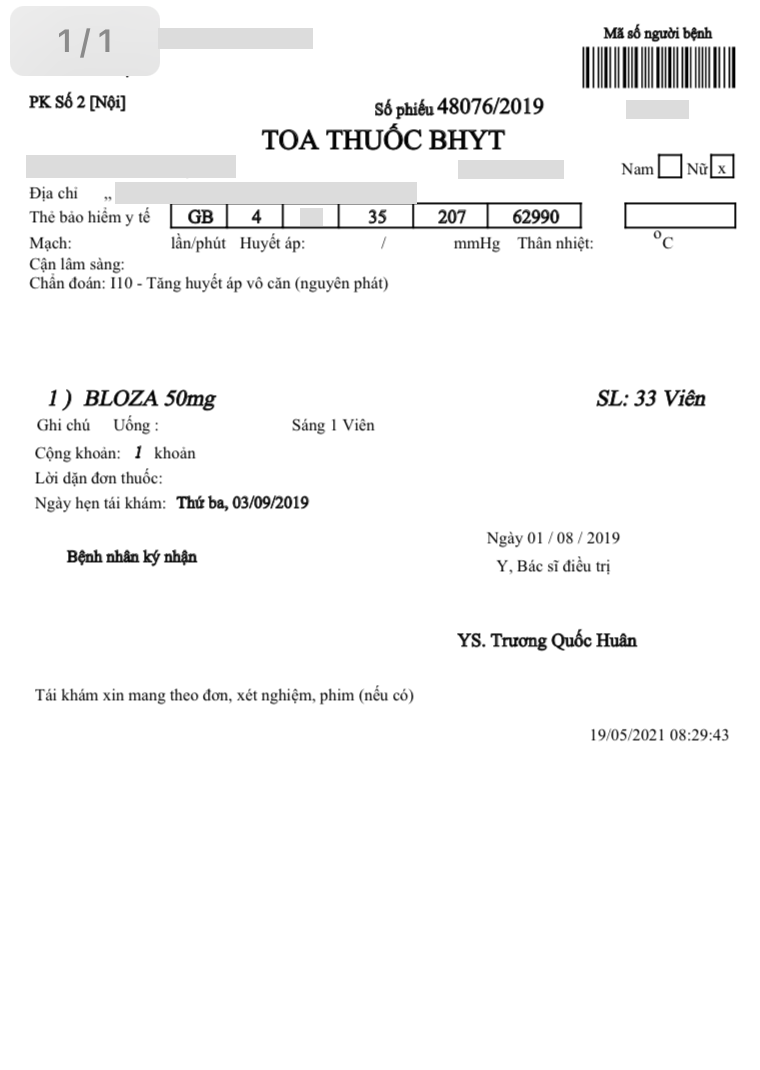 1/1
Mã số người bệnh
PK Số 2 [Nội]
Số phiếu 48076/2019
TOA THUỐC BHYT
Nam Nữ x
Địa chỉ ,,
Thẻ bảo hiểm y tế GB 4 35 207 62990
Mạch: lần/phút Huyết áp: / mmHg Thân nhiệt: °C
Cận lâm sàng:
Chẩn đoán: I10 - Tăng huyết áp vô căn (nguyên phát)
1 ) BLOZA 50mg SL: 33 Viên
Ghi chú Uống : Sáng 1 Viên
Cộng khoản: 1 khoản
Lời dặn đơn thuốc:
Ngày hẹn tái khám: Thứ ba, 03/09/2019
Ngày 01 / 08 / 2019
Bệnh nhân ký nhận
Y, Bác sĩ điều trị
YS. Trương Quốc Huân
Tái khám xin mang theo đơn, xét nghiệm, phim (nếu có)
19/05/2021 08:29:43